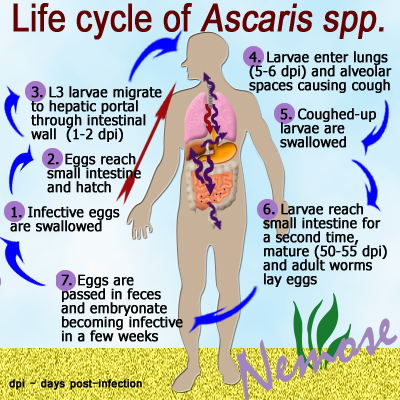 Life cycle of Ascaris spp.
3. L3 larvae migrate
to hepatic portal
through intestinal
wall (1-2 dpi)
2. Eggs reach
small intestine
and hatch
1. Infective eggs
are swallowed
4. Larvae enter lungs
(5-6 dpi) and alveolar
spaces causing cough
5. Coughed-up
larvae are
swallowed
6. Larvae reach
small intestine for
a second time,
mature (50-55 dpi)
and adult worms
lay eggs
7. Eggs are
passed in feces
and embryonate
becoming infective
in a few weeks
dpi - days post-infection
Nemose